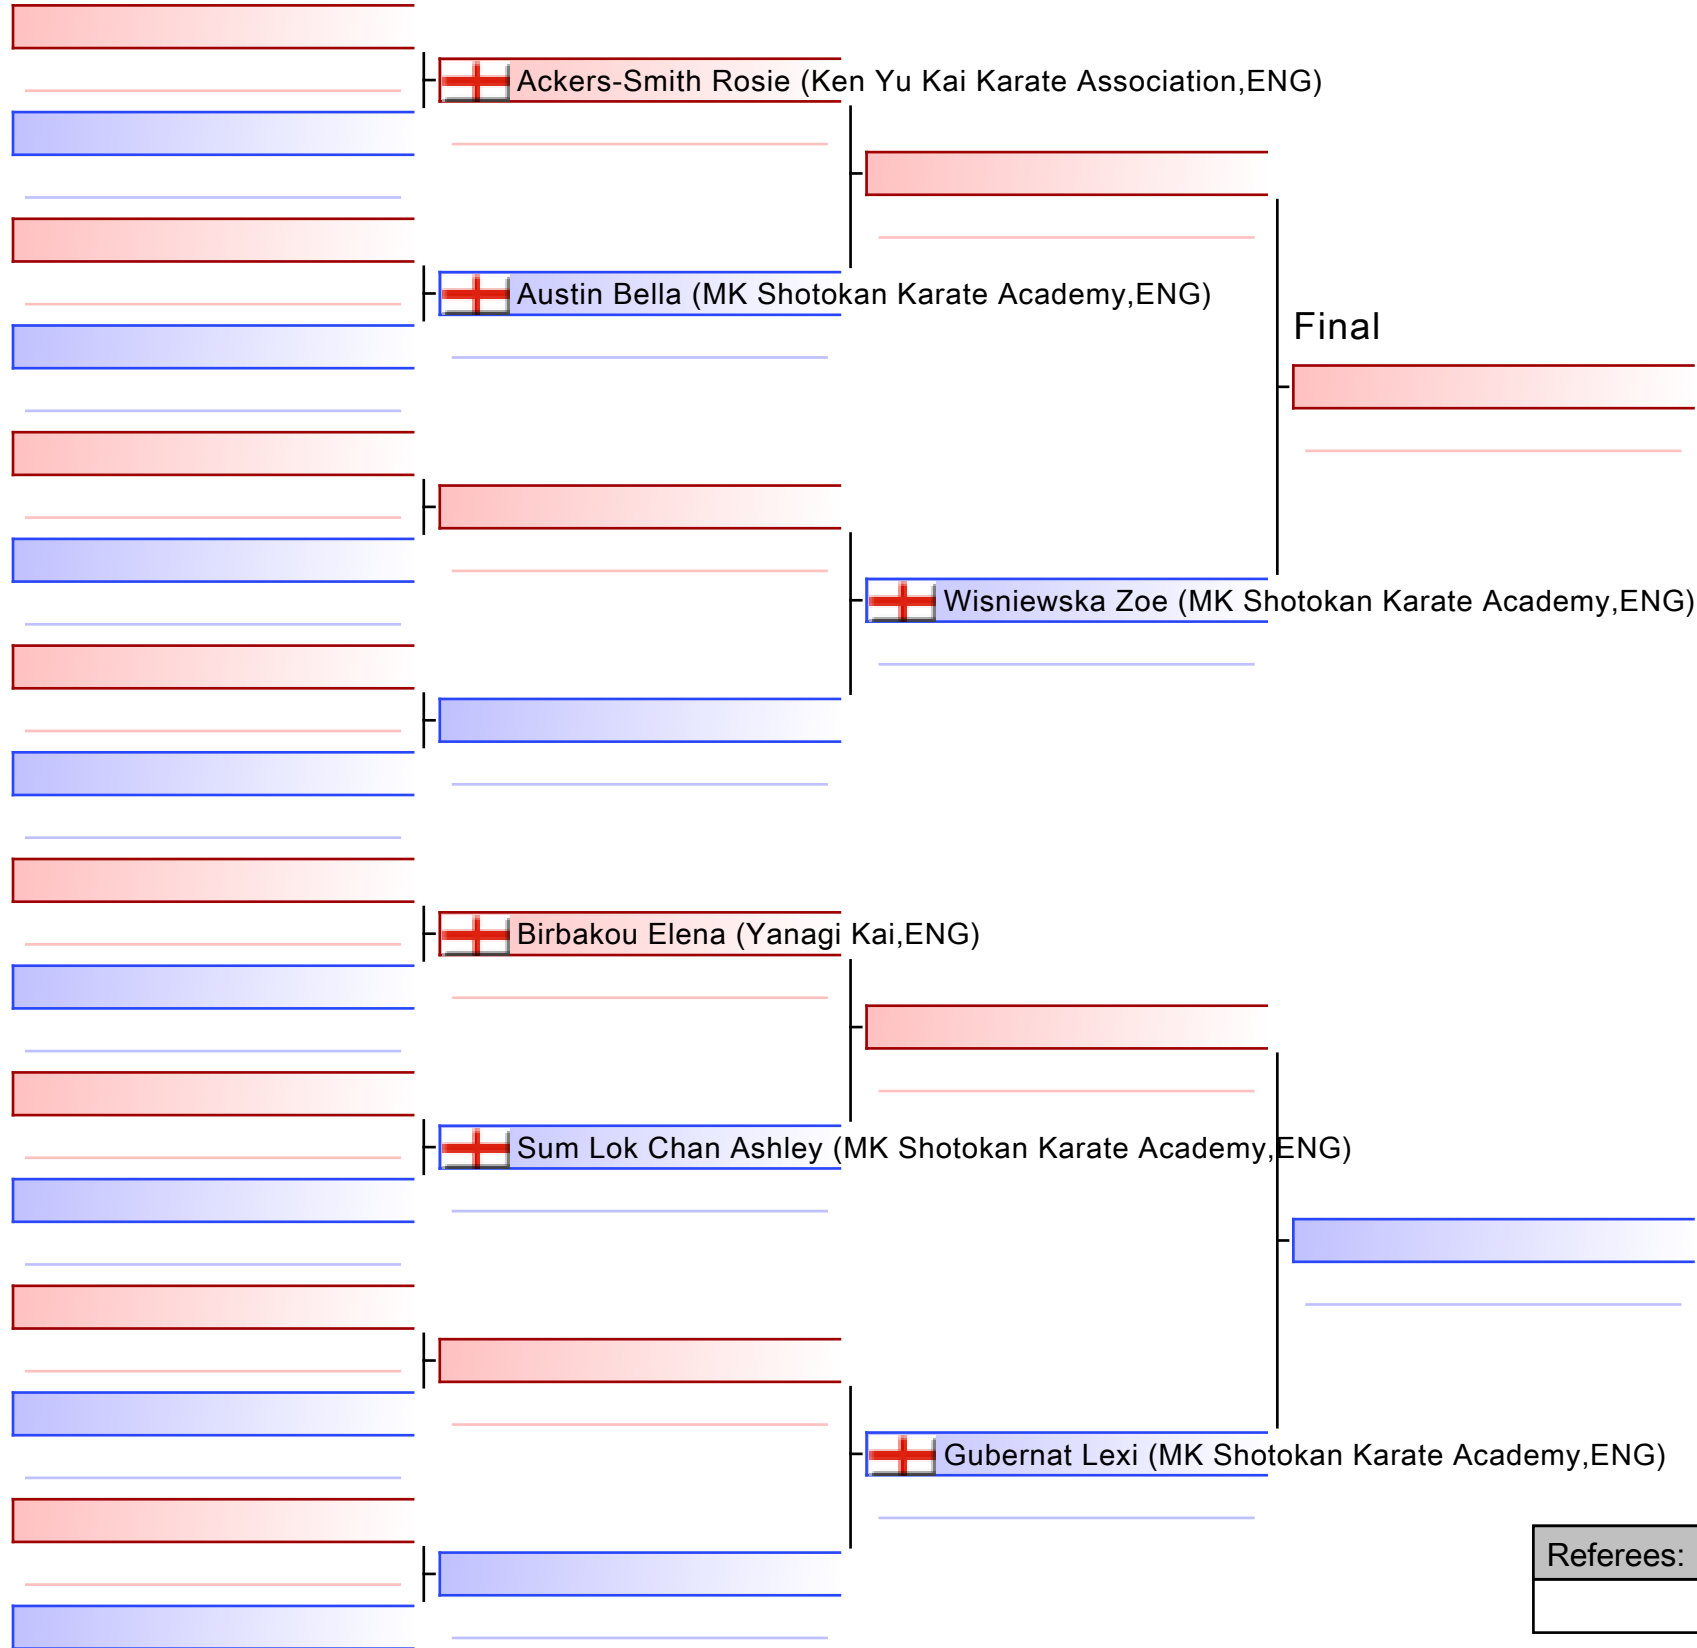 Ackers-Smith Rosie (Ken Yu Kai Karate Association,ENG)
Austin Bella (MK Shotokan Karate Academy,ENG)
Final
Wisniewska Zoe (MK Shotokan Karate Academy,ENG)
Birbakou Elena (Yanagi Kai,ENG)
Sum Lok Chan Ashley (MK Shotokan Karate Academy,ENG)
Gubernat Lexi (MK Shotokan Karate Academy,ENG)
Referees: